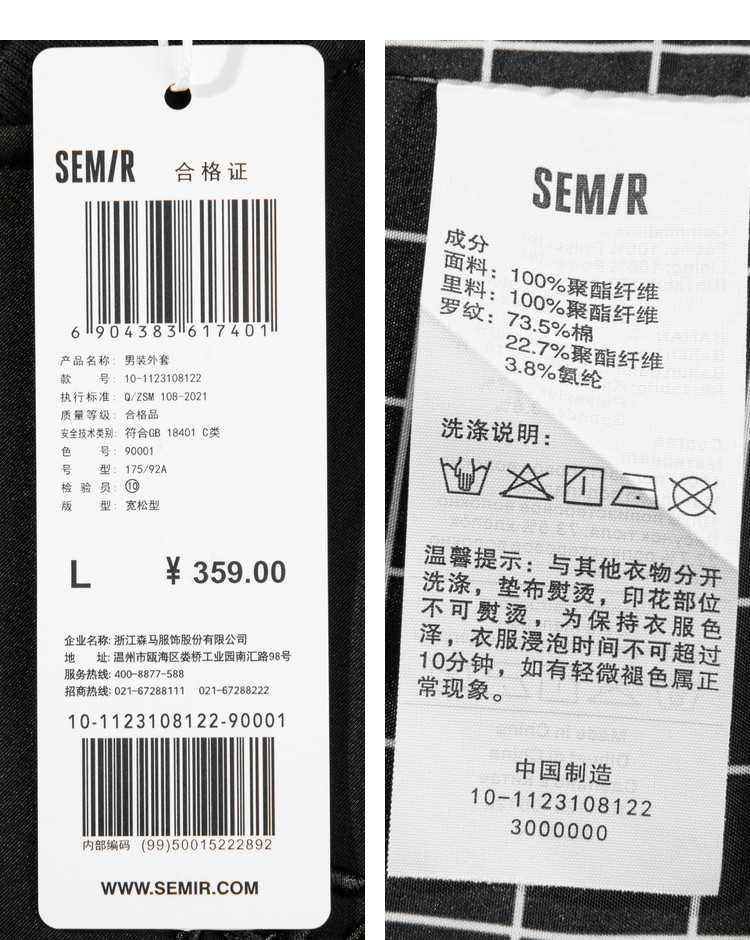 SEMIR 合格证
6 904383 617401
产品名称: 男装外套
款 号: 10-1123108122
执行标准: Q/ZSM 108-2021
质量等级: 合格品
安全技术类别: 符合GB 18401 C类
色 号: 90001
号 型: 175/92A
检 验 员: ⑩
版 型: 宽松型
L ¥ 359.00
企业名称: 浙江森马服饰股份有限公司
地 址: 温州市瓯海区娄桥工业园南汇路98号
服务热线: 400-8877-588
招商热线: 021-67288111 021-67288222
10-1123108122-90001
内部编码 (99)50015222892
WWW.SEMIR.COM
SEMIR
成分
面料: 100%聚酯纤维
里料: 100%聚酯纤维
罗纹: 73.5%棉
22.7%聚酯纤维
3.8%氨纶
洗涤说明:
温馨提示: 与其他衣物分开
洗涤，垫布熨烫，印花部位
不可熨烫，为保持衣服色
泽，衣服浸泡时间不可超过
10分钟，如有轻微褪色属正
常现象。
中国制造
10-1123108122
3000000